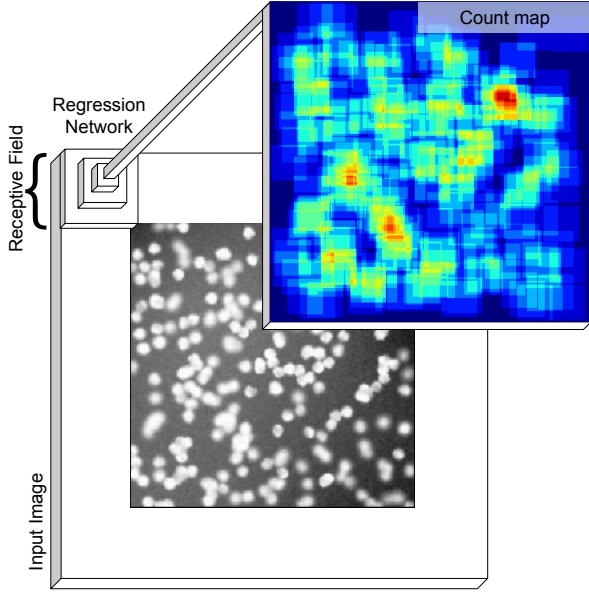 Count map
Regression
Network
Receptive Field
Input Image